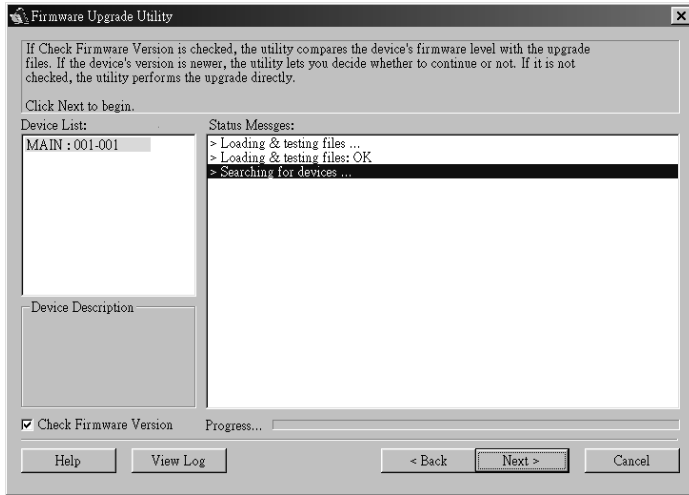 Firmware Upgrade Utility
If Check Firmware Version is checked, the utility compares the device's firmware level with the upgrade
files. If the device's version is newer, the utility lets you decide whether to continue or not. If it is not
checked, the utility performs the upgrade directly.
Click Next to begin.
Device List:
MAIN : 001-001
Status Messges:
> Loading & testing files ...
> Loading & testing files: OK
> Searching for devices ...
Device Description
Check Firmware Version
Progress...
Help
View Log
< Back
Next >
Cancel